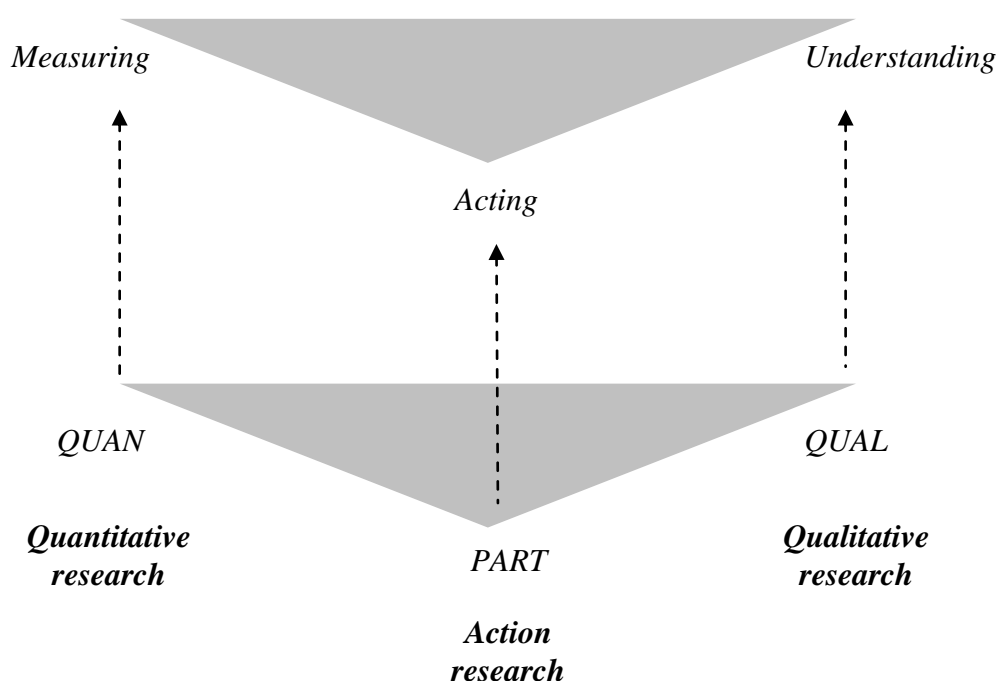 Measuring
Understanding
Acting
QUAN
QUAL
Quantitative
research
Qualitative
research
PART
Action
research